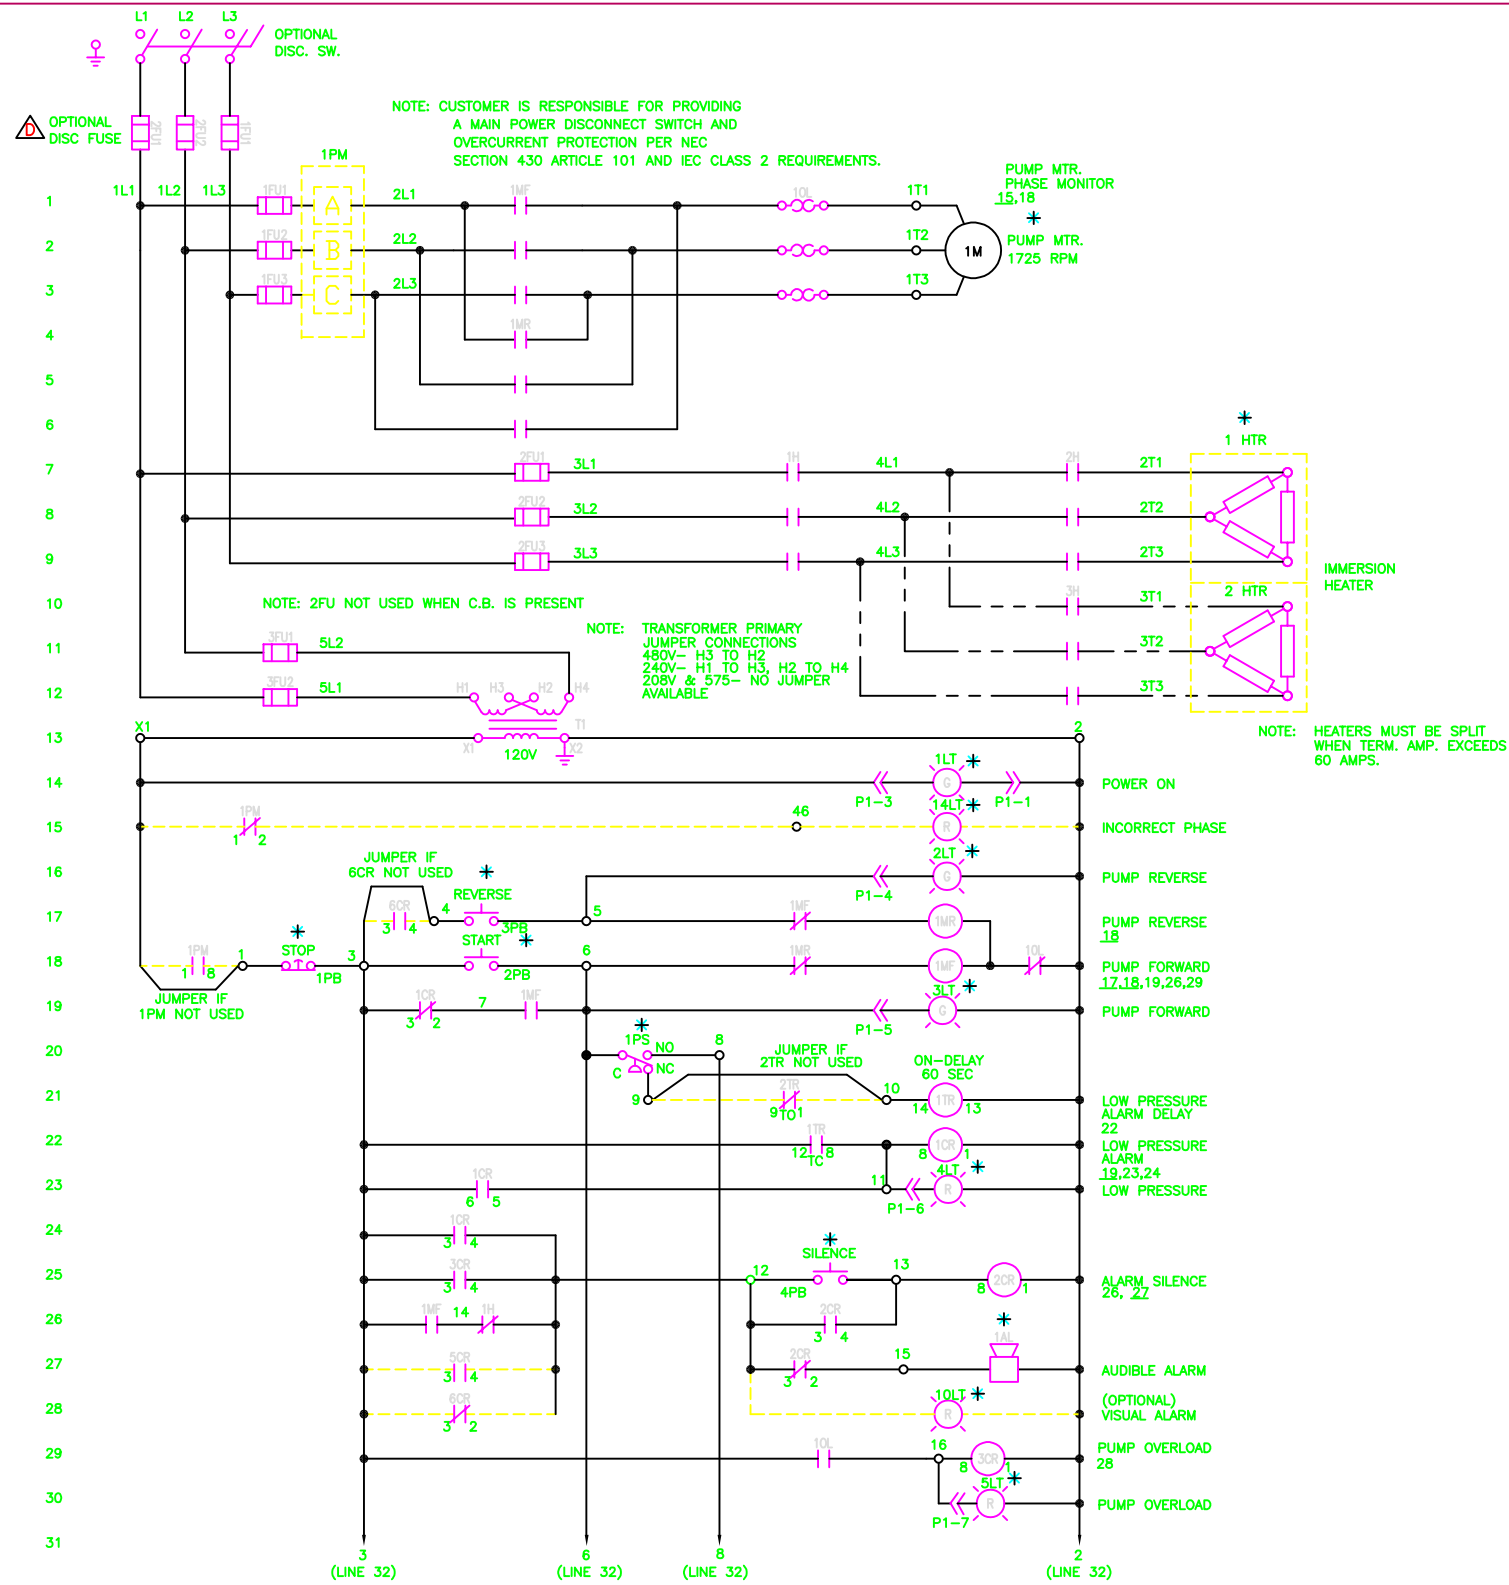 L1 L2 L3
OPTIONAL
DISC. SW.
D
OPTIONAL
DISC FUSE
2FU1 2FU2 1FU1
NOTE: CUSTOMER IS RESPONSIBLE FOR PROVIDING
A MAIN POWER DISCONNECT SWITCH AND
OVERCURRENT PROTECTION PER NEC
SECTION 430 ARTICLE 101 AND IEC CLASS 2 REQUIREMENTS.
1PM
PUMP MTR.
PHASE MONITOR
15,18
1 1L1 1L2 1L3 1FU1 A 2L1 1MF 1OL 1T1
2 1FU2 B 2L2 1T2 1M
PUMP MTR.
1725 RPM
3 1FU3 C 2L3 1T3
4 1MR
5
6
1 HTR
7 2FU1 3L1 1H 4L1 2H 2T1
8 2FU2 3L2 4L2 2T2
9 2FU3 3L3 4L3 2T3
IMMERSION
HEATER
10 NOTE: 2FU NOT USED WHEN C.B. IS PRESENT 3H 3T1 2 HTR
NOTE: TRANSFORMER PRIMARY
JUMPER CONNECTIONS
480V- H3 TO H2
240V- H1 TO H3, H2 TO H4
208V & 575- NO JUMPER
AVAILABLE
11 3FU1 5L2 3T2
12 3FU2 5L1 H1 H3 H2 H4 3T3
T1
13 X1 X1 120V X2 2
NOTE: HEATERS MUST BE SPLIT
WHEN TERM. AMP. EXCEEDS
60 AMPS.
14 P1-3 1LT G P1-1 POWER ON
15 1PM 1 2 46 14LT R INCORRECT PHASE
JUMPER IF
6CR NOT USED
16 P1-4 2LT G PUMP REVERSE
17 6CR 3 4 4 REVERSE 3PB 5 1MF 1MR PUMP REVERSE
18
18 1PM 1 8 1 STOP 1PB 3 START 2PB 6 1MR 1MF 1OL PUMP FORWARD
17,18,19,26,29
JUMPER IF
1PM NOT USED
19 1CR 3 2 7 1MF P1-5 3LT G PUMP FORWARD
20 1PS NO C NC 8
JUMPER IF
2TR NOT USED
ON-DELAY
60 SEC
21 9 2TR 9 TO 1 10 14 1TR 13 LOW PRESSURE
ALARM DELAY
22
22 1TR 12 TC 8 8 1CR 1 LOW PRESSURE
ALARM
19,23,24
23 1CR 6 5 11 P1-6 4LT R LOW PRESSURE
24 1CR 3 4
25 3CR 3 4 12 SILENCE 4PB 13 8 2CR 1 ALARM SILENCE
26, 27
26 1MF 14 1H 2CR 3 4
27 5CR 3 4 2CR 3 2 15 1AL AUDIBLE ALARM
28 6CR 3 2 10LT R (OPTIONAL)
VISUAL ALARM
29 1OL 16 8 3CR 1 PUMP OVERLOAD
28
30 P1-7 5LT R PUMP OVERLOAD
31
3 6 8 2
(LINE 32) (LINE 32) (LINE 32) (LINE 32)